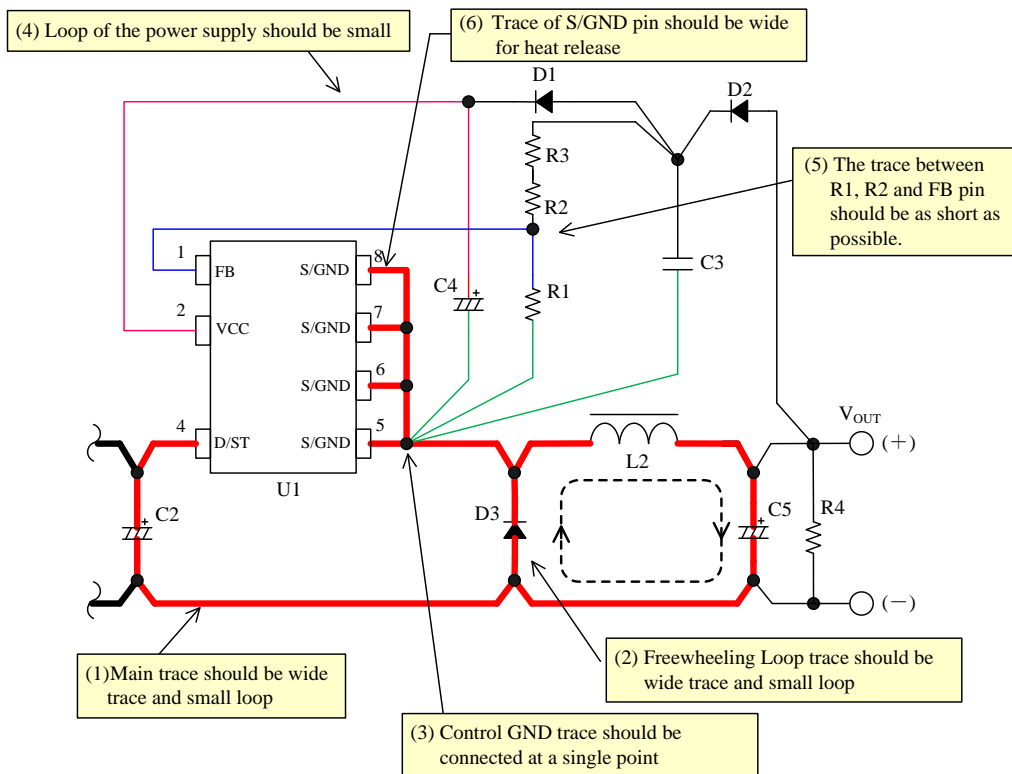 (4) Loop of the power supply should be small
(6) Trace of S/GND pin should be wide
for heat release
D1
D2
R3
R2
(5) The trace between
R1, R2 and FB pin
should be as short as
possible.
1
FB
S/GND
8
C4
+
R1
C3
2
VCC
S/GND
7
S/GND
6
4
D/ST
S/GND
5
U1
VOUT
(+)
L2
C2
+
D3
C5
+
R4
(−)
(1)Main trace should be wide
trace and small loop
(2) Freewheeling Loop trace should be
wide trace and small loop
(3) Control GND trace should be
connected at a single point